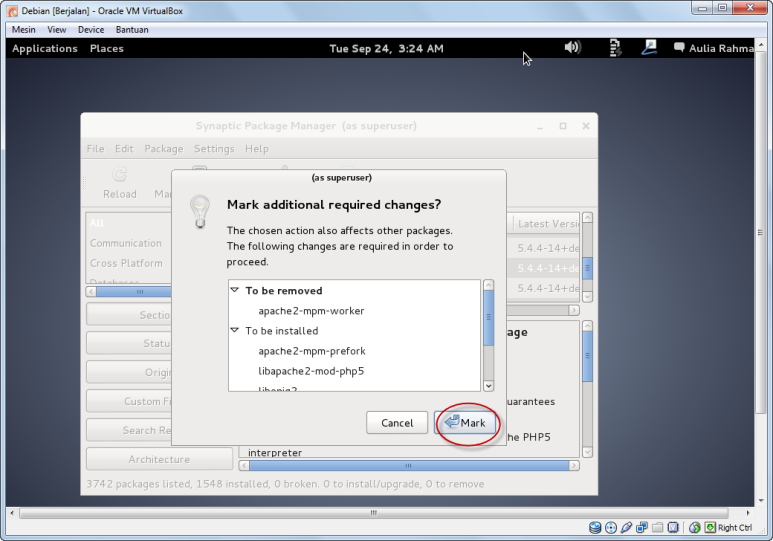 Debian [Berjalan] - Oracle VM VirtualBox
Mesin View Device Bantuan
Applications Places Tue Sep 24, 3:24 AM Aulia Rahma
Synaptic Package Manager (as superuser)
File Edit Package Settings Help
Reload Mar
(as superuser)
Mark additional required changes?
The chosen action also affects other packages.
The following changes are required in order to
proceed.
To be removed
apache2-mpm-worker
To be installed
apache2-mpm-prefork
libapache2-mod-php5
libonig2
Cancel Mark
All
Communication
Cross Platform
Databases
Sectio
Statu
Origi
Custom Fi
Search Re
Architecture
Latest Versi
5.4.4-14+de
5.4.4-14+de
5.4.4-14+de
age
uarantees
he PHP5
interpreter
3742 packages listed, 1548 installed, 0 broken. 0 to install/upgrade, 0 to remove
Right Ctrl